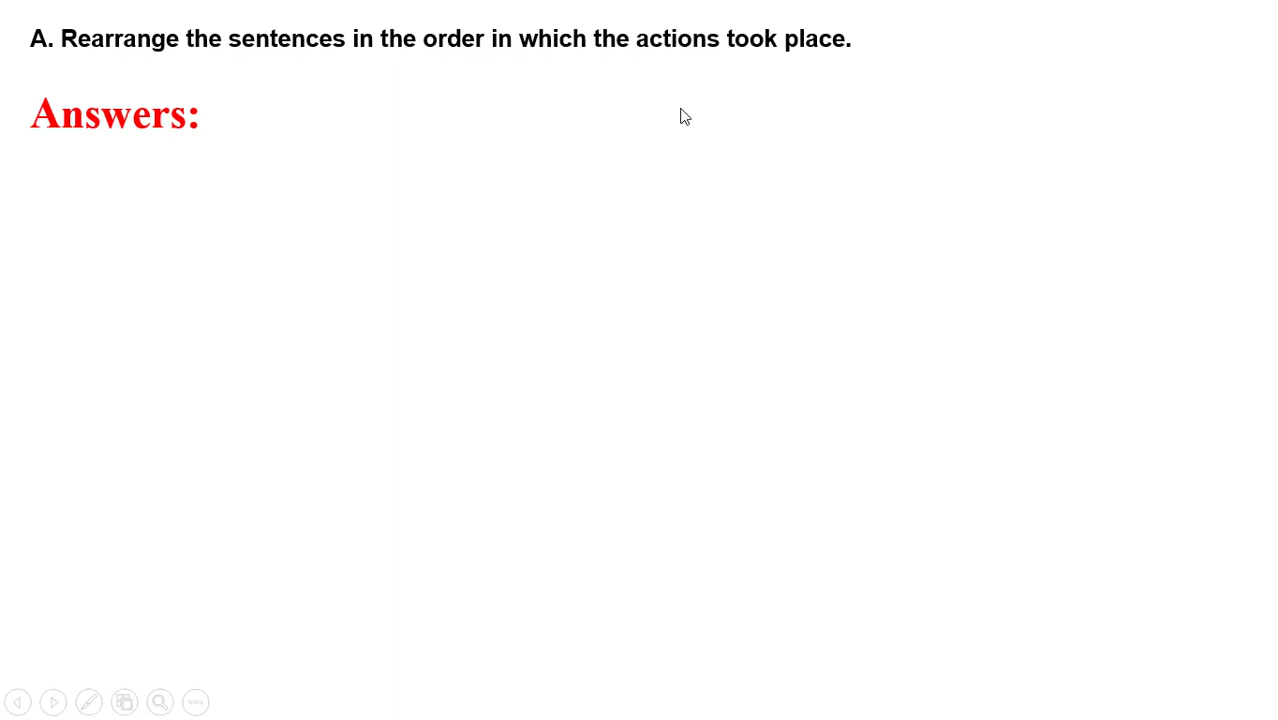 A. Rearrange the sentences in the order in which the actions took place.
Answers: